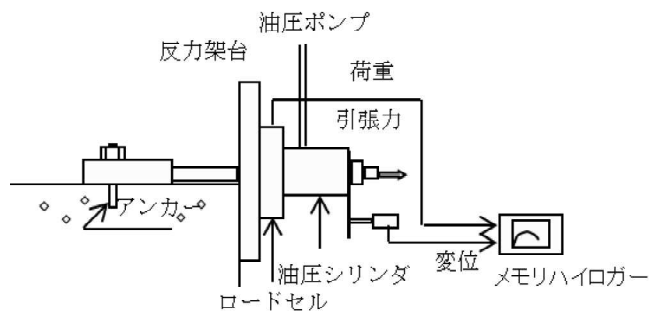 油圧ポンプ
反力架台
荷重
引張力
アンカー
油圧シリンダ
変位
メモリハイロガー
ロードセル